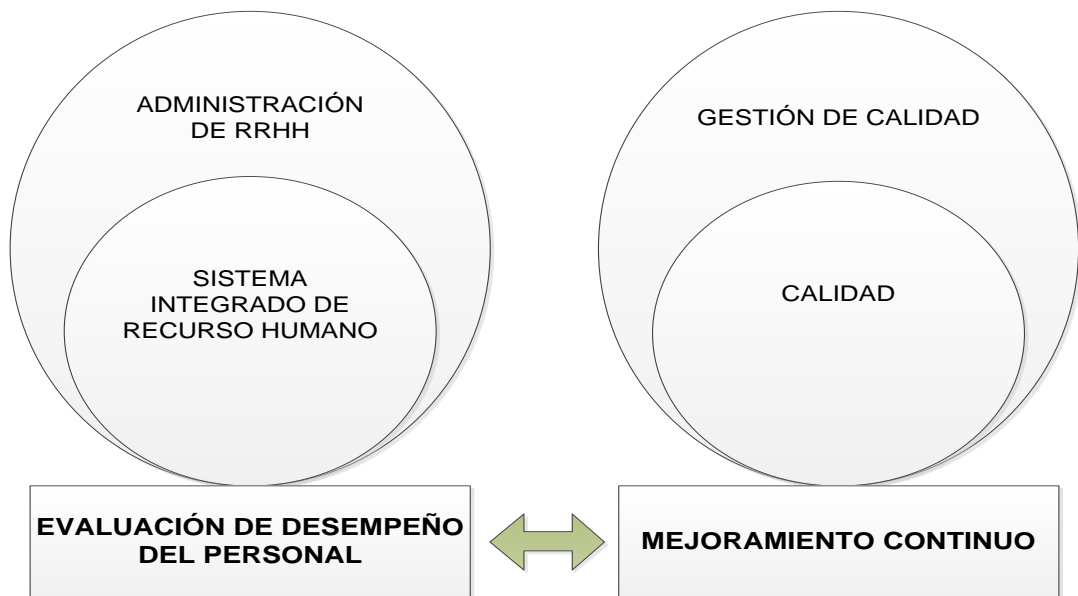 ADMINISTRACIÓN
DE RRHH
SISTEMA
INTEGRADO DE
RECURSO HUMANO
EVALUACIÓN DE DESEMPEÑO
DEL PERSONAL
GESTIÓN DE CALIDAD
CALIDAD
MEJORAMIENTO CONTINUO